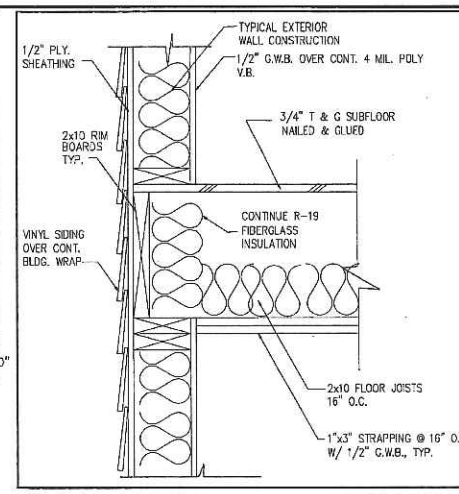 TYPICAL EXTERIOR
WALL CONSTRUCTION
1/2" PLY.
SHEATHING
1/2" G.W.B. OVER CONT. 4 MIL. POLY
V.B.
3/4" T & G SUBFLOOR
NAILED & GLUED
2x10 RIM
BOARDS
TYP.
CONTINUE R-19
FIBERGLASS
INSULATION
VINYL SIDING
OVER CONT.
BLDG. WRAP
0"
2x10 FLOOR JOISTS
16" O.C.
1"x3" STRAPPING @ 16" O.
W/ 1/2" G.W.B., TYP.